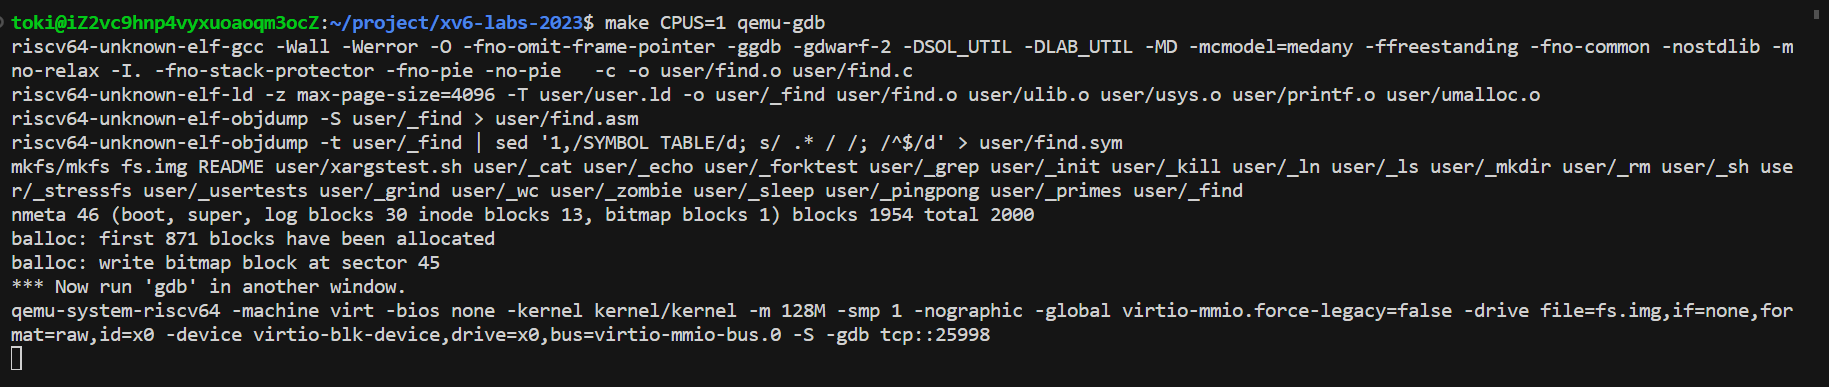 toki@iZ2vc9hnp4vyxuoaoqm3ocZ:~/project/xv6-labs-2023$ make CPUS=1 qemu-gdb
riscv64-unknown-elf-gcc -Wall -Werror -O -fno-omit-frame-pointer -ggdb -gdwarf-2 -DSOL_UTIL -DLAB_UTIL -MD -mcmodel=medany -ffreestanding -fno-common -nostdlib -m
no-relax -I. -fno-stack-protector -fno-pie -no-pie   -c -o user/find.o user/find.c
riscv64-unknown-elf-ld -z max-page-size=4096 -T user/user.ld -o user/_find user/find.o user/ulib.o user/usys.o user/printf.o user/umalloc.o
riscv64-unknown-elf-objdump -S user/_find > user/find.asm
riscv64-unknown-elf-objdump -t user/_find | sed '1,/SYMBOL TABLE/d; s/ .* / /; /^$/d' > user/find.sym
mkfs/mkfs fs.img README user/xargstest.sh user/_cat user/_echo user/_forktest user/_grep user/_init user/_kill user/_ln user/_ls user/_mkdir user/_rm user/_sh use
r/_stressfs user/_usertests user/_grind user/_wc user/_zombie user/_sleep user/_pingpong user/_primes user/_find
nmeta 46 (boot, super, log blocks 30 inode blocks 13, bitmap blocks 1) blocks 1954 total 2000
balloc: first 871 blocks have been allocated
balloc: write bitmap block at sector 45
*** Now run 'gdb' in another window.
qemu-system-riscv64 -machine virt -bios none -kernel kernel/kernel -m 128M -smp 1 -nographic -global virtio-mmio.force-legacy=false -drive file=fs.img,if=none,for
mat=raw,id=x0 -device virtio-blk-device,drive=x0,bus=virtio-mmio-bus.0 -S -gdb tcp::25998